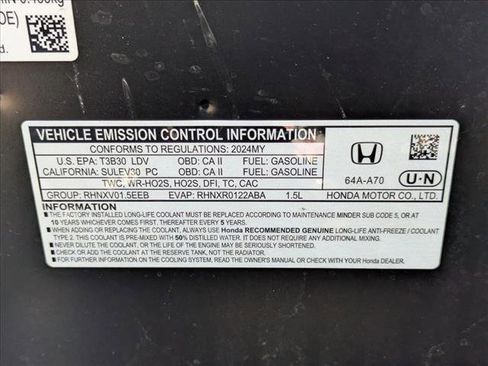 OE)
d.
VEHICLE EMISSION CONTROL INFORMATION
CONFORMS TO REGULATIONS: 2024MY
U.S. EPA: T3B30 LDV OBD: CA II FUEL: GASOLINE
CALIFORNIA: SULEV30 PC OBD: CA II FUEL: GASOLINE
TWC, WR-HO2S, HO2S, DFI, TC, CAC
GROUP: RHNXV01.5EEB EVAP: RHNXR0122ABA 1.5L
64A-A70
U·N
HONDA MOTOR CO., LTD.
IMPORTANT
■ THE FACTORY INSTALLED LONG-LIFE COOLANT MUST BE REPLACED ACCORDING TO MAINTENANCE MINDER SUB CODE 5, OR AT
10 YEARS WHICHEVER COMES FIRST AND THEREAFTER EVERY 5 YEARS.
■ WHEN ADDING OR REPLACING THE COOLANT, ALWAYS USE Honda RECOMMENDED GENUINE LONG-LIFE ANTI-FREEZE / COOLANT
TYPE 2. THIS COOLANT IS PRE-MIXED WITH 50% DISTILLED WATER AND DOES NOT REQUIRE ANY ADDITIONAL MIXING.
■ NEVER ADD WATER, OR THE LIFE OF THE ENGINE MAY BE SERIOUSLY SHORTENED.
■ CHECK OR ADD THE COOLANT AT THE RESERVE TANK, NOT THE RADIATOR.
■ FOR FURTHER INFORMATION ON THE COOLING SYSTEM, READ THE OWNER'S MANUAL OR CONTACT YOUR Honda DEALER.